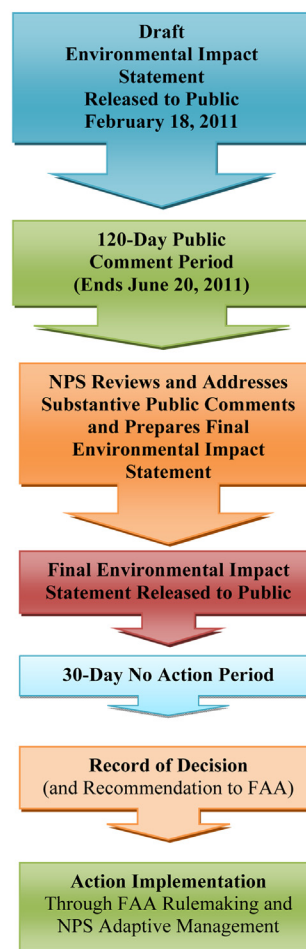 Draft
Environmental Impact
Statement
Released to Public
February 18, 2011
120-Day Public
Comment Period
(Ends June 20, 2011)
NPS Reviews and Addresses
Substantive Public Comments
and Prepares Final
Environmental Impact
Statement
Final Environmental Impact
Statement Released to Public
30-Day No Action Period
Record of Decision
(and Recommendation to FAA)
Action Implementation
Through FAA Rulemaking and
NPS Adaptive Management